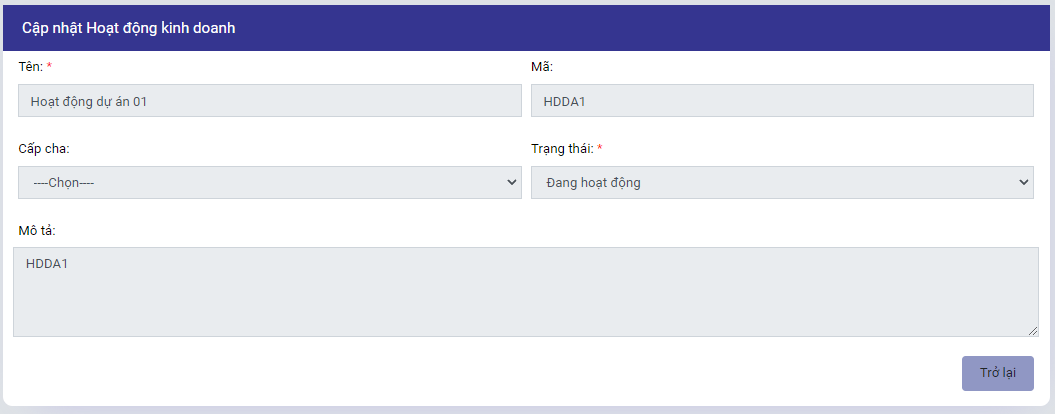 Cập nhật Hoạt động kinh doanh
Tên: *
Mã:
Hoạt động dự án 01
HDDA1
Cấp cha:
Trạng thái: *
----Chọn----
Đang hoạt động
Mô tả:
HDDA1
Trở lại